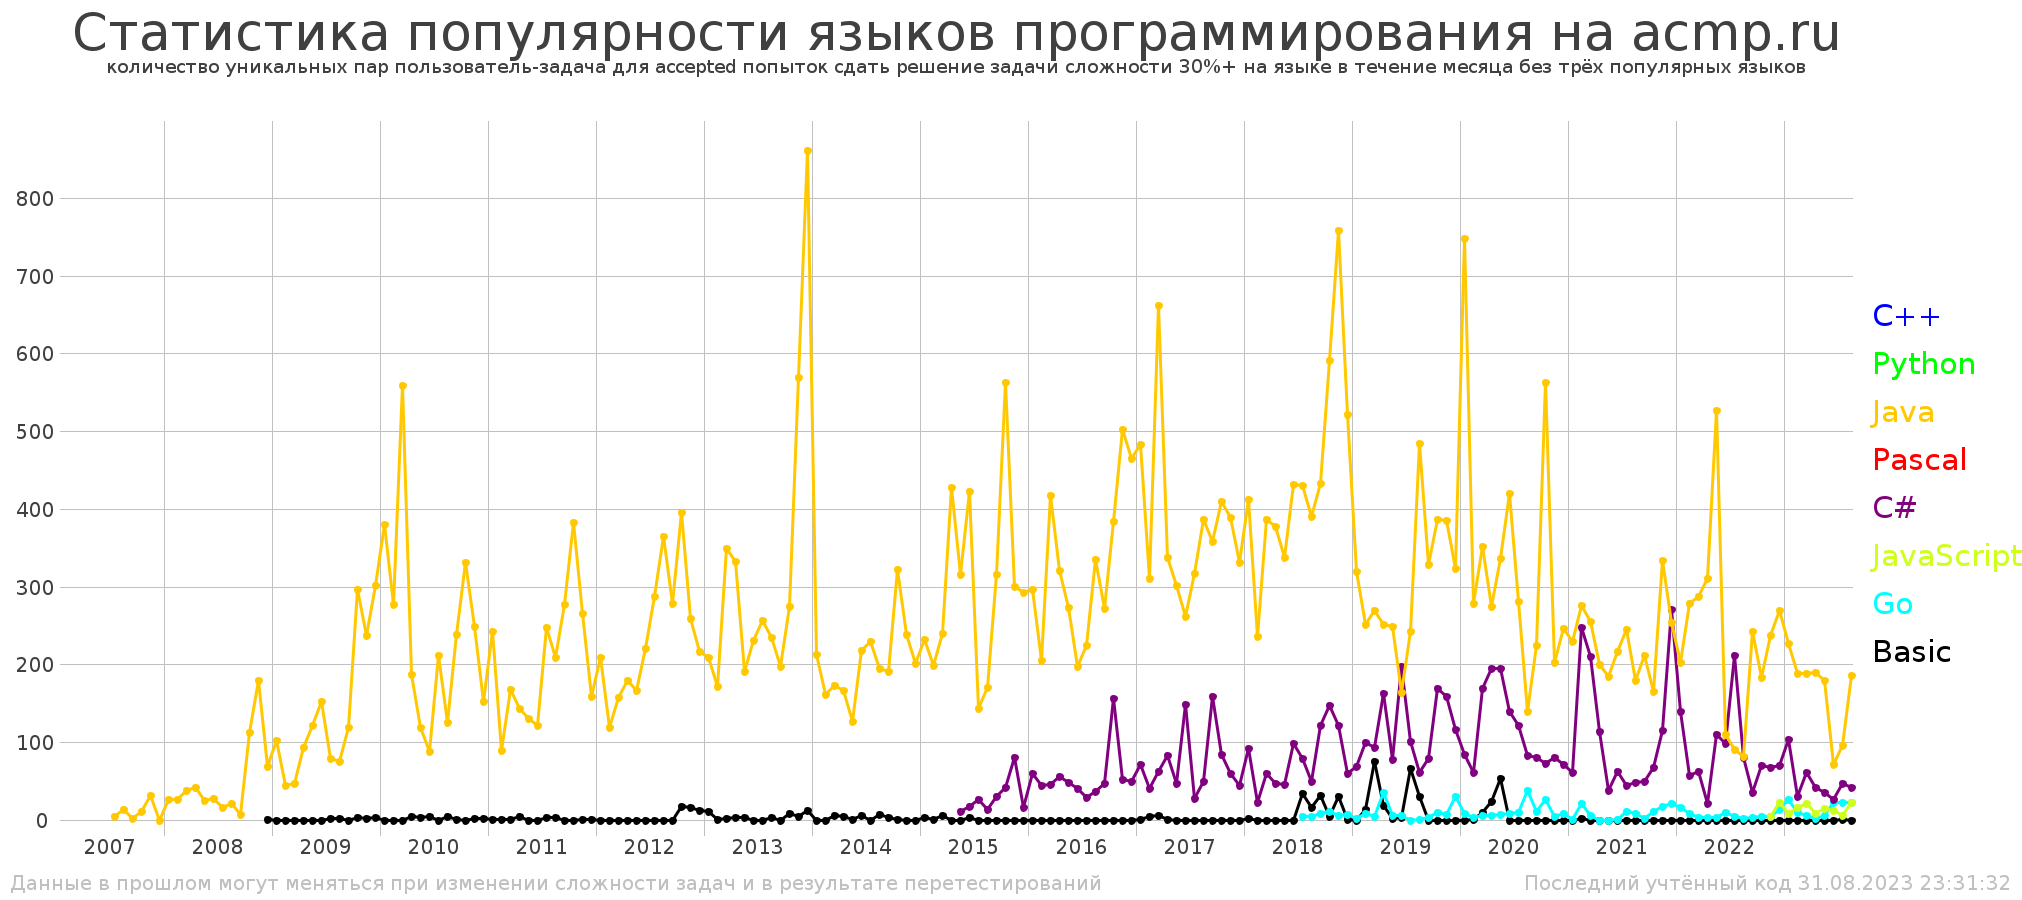 Статистика популярности языков программирования на acmp.ru
количество уникальных пар пользователь-задача для accepted попыток сдать решение задачи сложности 30%+ на языке в течение месяца без трёх популярных языков
800
700
600
500
400
300
200
100
0
C++
Python
Java
Pascal
C#
JavaScript
Go
Basic
2007 2008 2009 2010 2011 2012 2013 2014 2015 2016 2017 2018 2019 2020 2021 2022
Данные в прошлом могут меняться при изменении сложности задач и в результате перетестирований
Последний учтённый код 31.08.2023 23:31:32